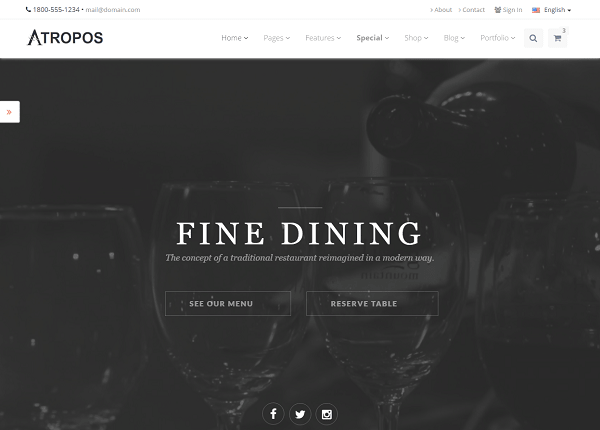 1800-555-1234 • mail@domain.com
About
Contact
Sign In
English
ATROPOS
Home
Pages
Features
Special
Shop
Blog
Portfolio
3
FINE DINING
The concept of a traditional restaurant reimagined in a modern way.
SEE OUR MENU
RESERVE TABLE